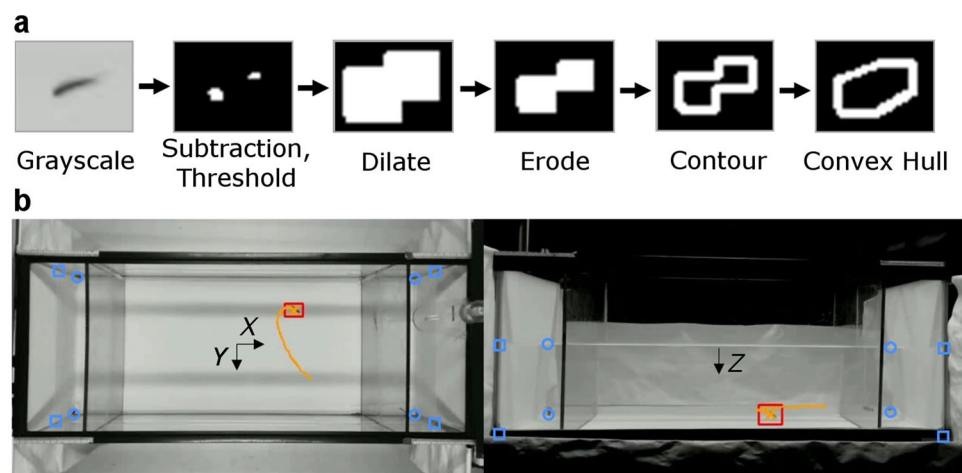 a
Grayscale
Subtraction,
Threshold
Dilate
Erode
Contour
Convex Hull
b
X
Y
Z